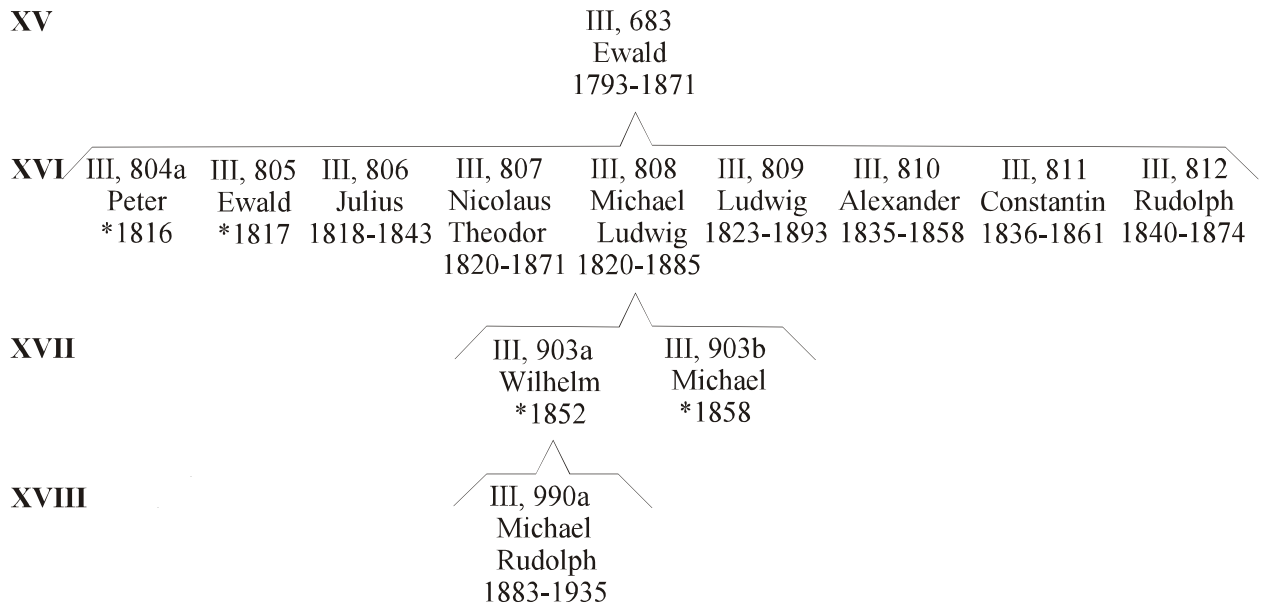 XV III, 683
Ewald
1793-1871
XVI III, 804a III, 805 III, 806 III, 807 III, 808 III, 809 III, 810 III, 811 III, 812
Peter Ewald Julius Nicolaus Michael Ludwig Alexander Constantin Rudolph
*1816 *1817 1818-1843 Theodor Ludwig 1823-1893 1835-1858 1836-1861 1840-1874
1820-1871 1820-1885
XVII III, 903a III, 903b
Wilhelm Michael
*1852 *1858
XVIII III, 990a
Michael
Rudolph
1883-1935